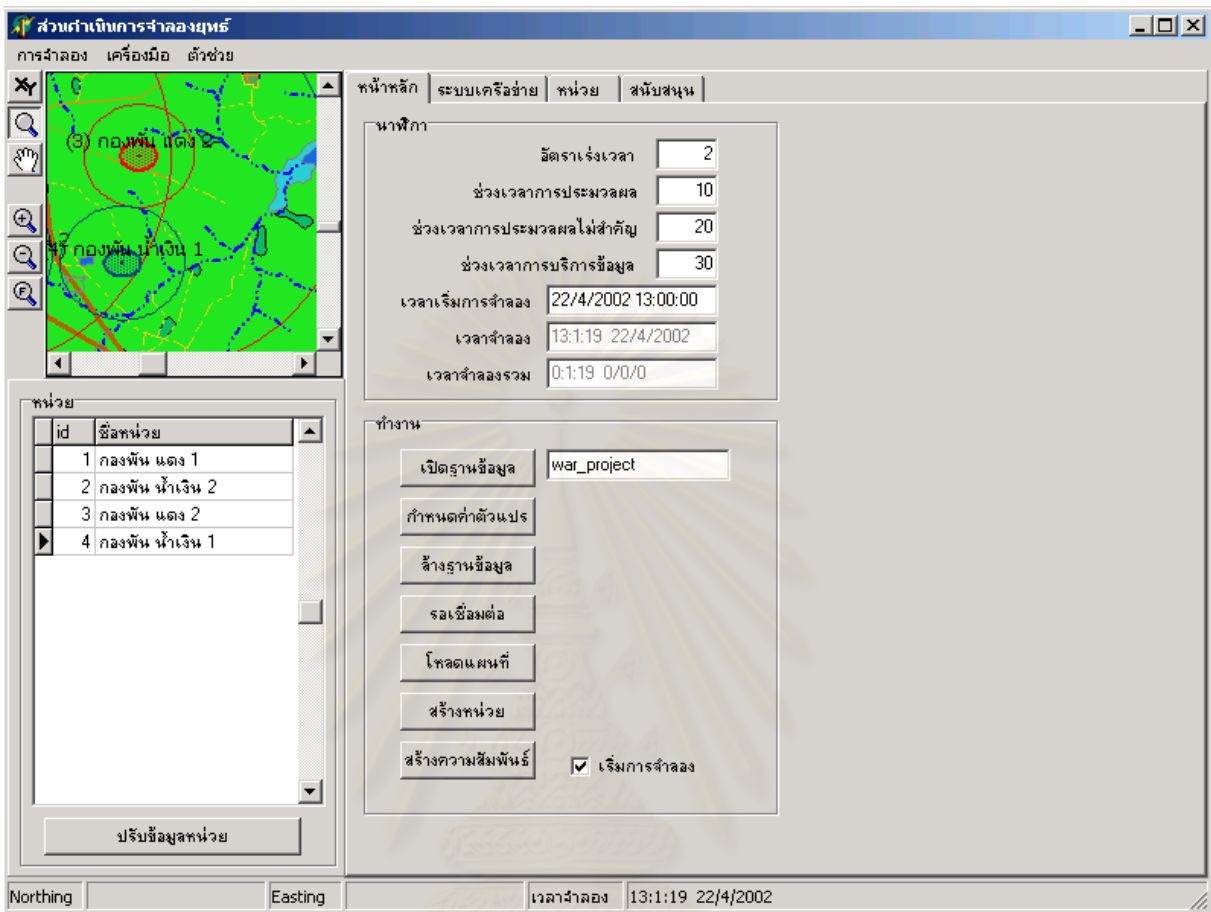 ส่วนดำเนินการจำลองยุทธ์
การจำลอง เครื่องมือ ตัวช่วย
XY
(3) กองพัน แดง 2
กองพัน น้ำเงิน 1
F
หน่วย
id ชื่อหน่วย
1 กองพัน แดง 1
2 กองพัน น้ำเงิน 2
3 กองพัน แดง 2
4 กองพัน น้ำเงิน 1
ปรับข้อมูลหน่วย
หน้าหลัก ระบบเครือข่าย หน่วย สนับสนุน
นาฬิกา
อัตราเร่งเวลา 2
ช่วงเวลาการประมวลผล 10
ช่วงเวลาการประมวลผลไม่สำคัญ 20
ช่วงเวลาการบริการข้อมูล 30
เวลาเริ่มการจำลอง 22/4/2002 13:00:00
เวลาจำลอง 13:1:19 22/4/2002
เวลาจำลองรวม 0:1:19 0/0/0
ทำงาน
เปิดฐานข้อมูล war_project
กำหนดค่าตัวแปร
ล้างฐานข้อมูล
รอเชื่อมต่อ
โหลดแผนที่
สร้างหน่วย
สร้างความสัมพันธ์ เริ่มการจำลอง
Northing Easting เวลาจำลอง 13:1:19 22/4/2002